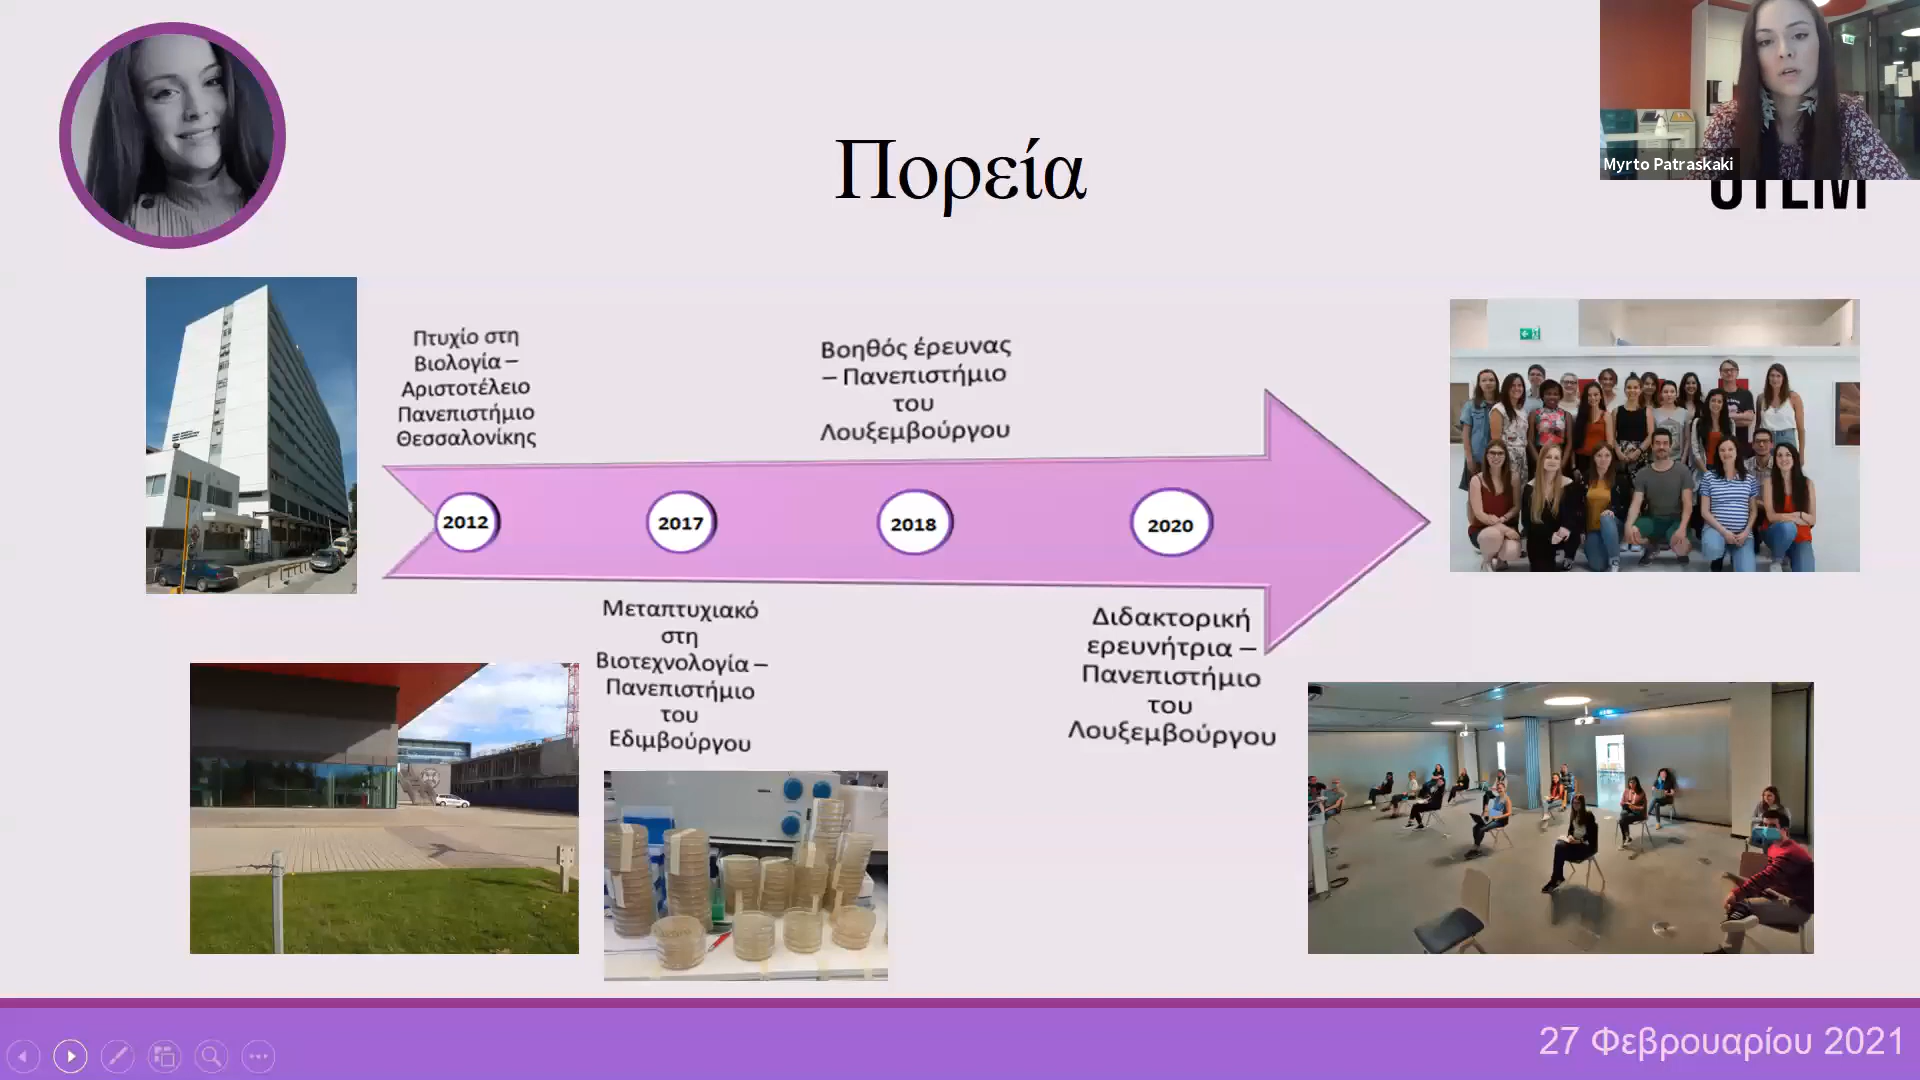 Πορεία
Myrto Patraskaki
STEM
Πτυχίο στη
Βιολογία –
Αριστοτέλειο
Πανεπιστήμιο
Θεσσαλονίκης
Βοηθός έρευνας
– Πανεπιστήμιο
του
Λουξεμβούργου
2012
2017
2018
2020
Μεταπτυχιακό
στη
Βιοτεχνολογία –
Πανεπιστήμιο
του
Εδιμβούργου
Διδακτορική
ερευνήτρια –
Πανεπιστήμιο
του
Λουξεμβούργου
27 Φεβρουαρίου 2021